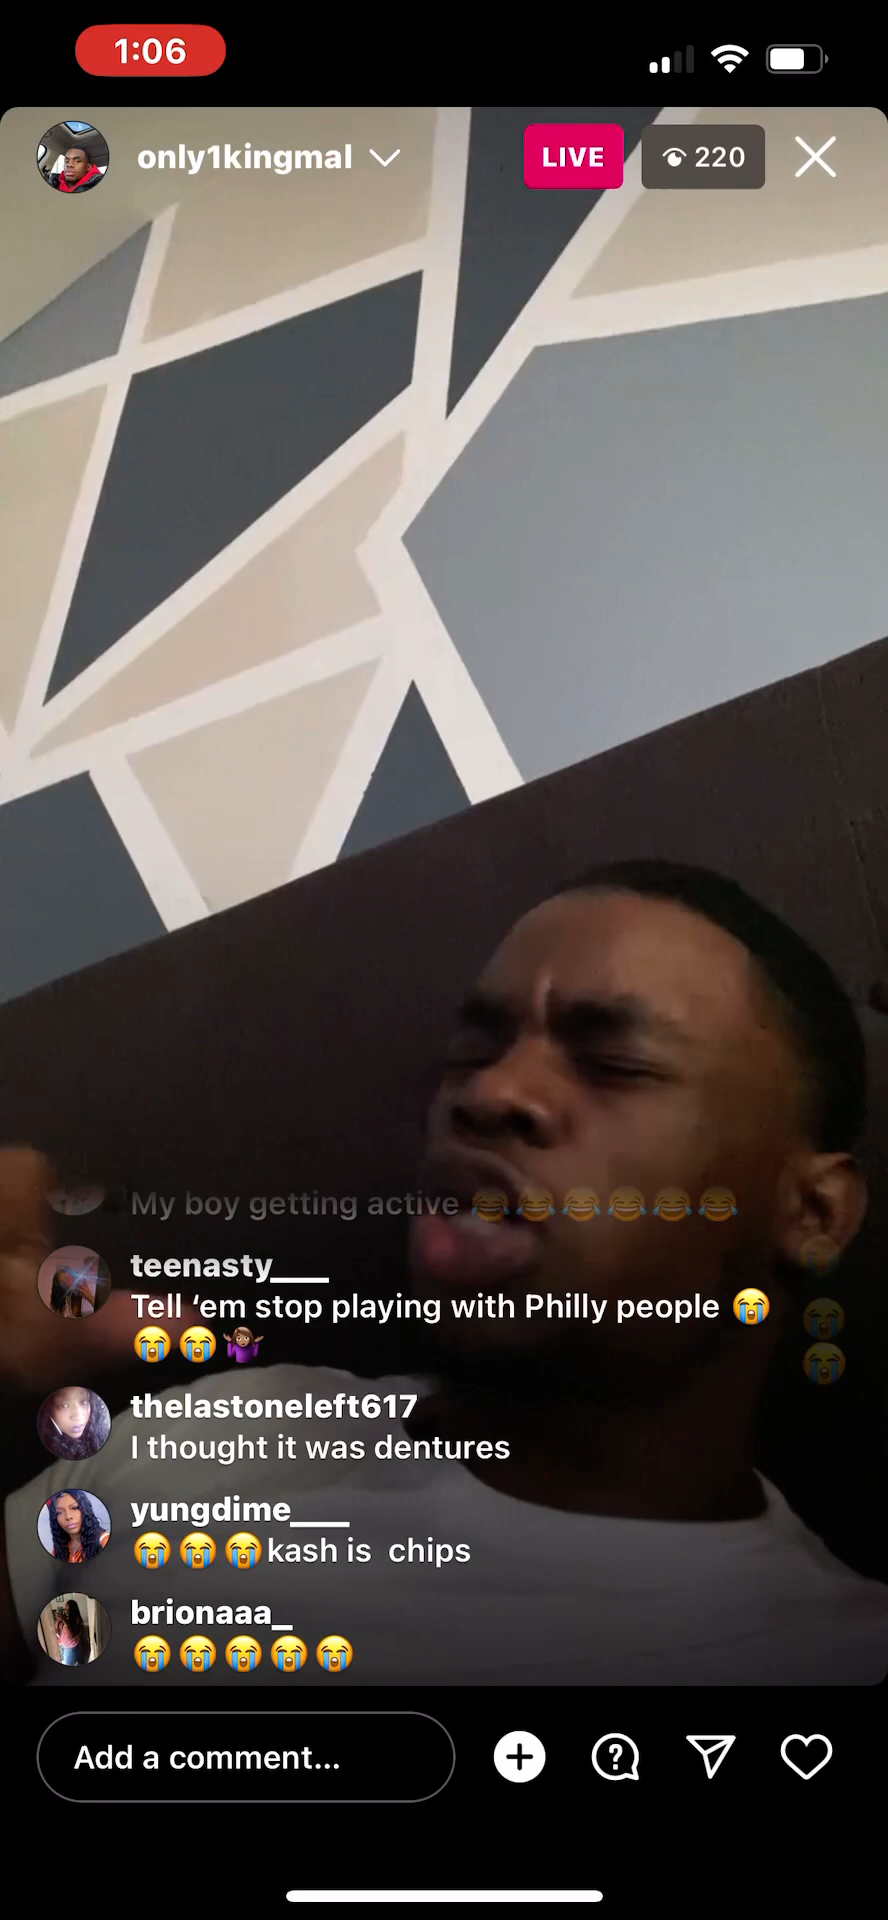 1:06
only1kingmal
LIVE
220
My boy getting active 😂😂😂😂😂😂
teenasty___
Tell ‘em stop playing with Philly people 😭
😭😭🤷🏽‍♀️
thelastoneleft617
I thought it was dentures
yungdime___
😭😭😭kash is  chips
brionaaa_
😭😭😭😭😭
Add a comment...